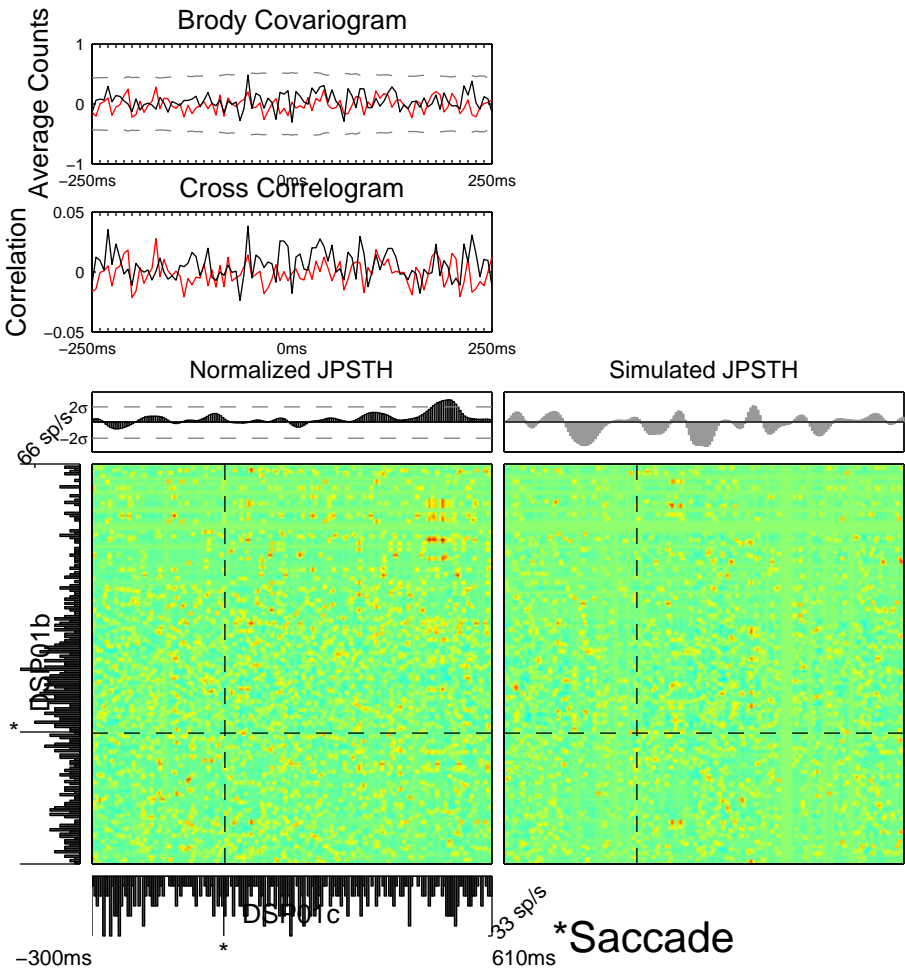 Brody Covariogram
Average Counts
1
0
−1
−250ms
0ms
250ms
Cross Correlogram
Correlation
0.05
0
-0.05
−250ms
0ms
250ms
Normalized JPSTH
Simulated JPSTH
66 sp/s
2σ
−2σ
DSP01b
*
DSP01c
33 sp/s
*
*Saccade
−300ms
610ms